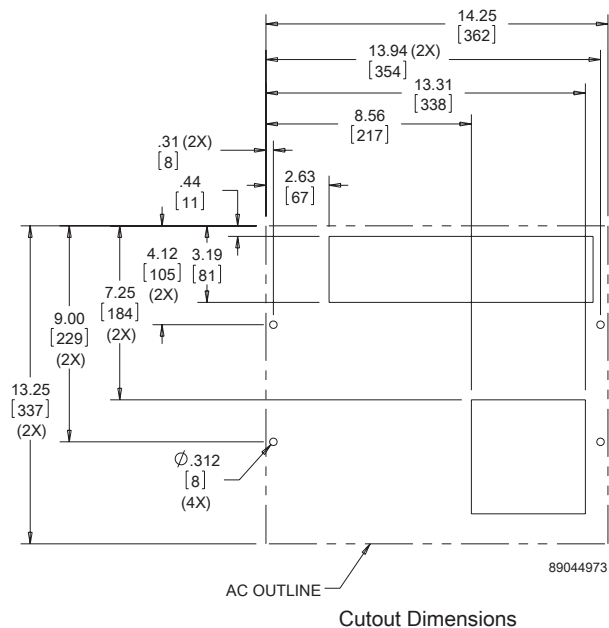 14.25
[362]
13.94 (2X)
[354]
13.31
[338]
8.56
[217]
.31 (2X)
[8]
2.63
[67]
.44
[11]
4.12
[105]
(2X)
3.19
[81]
7.25
[184]
(2X)
9.00
[229]
(2X)
13.25
[337]
(2X)
Ø.312
[8]
(4X)
89044973
AC OUTLINE
Cutout Dimensions